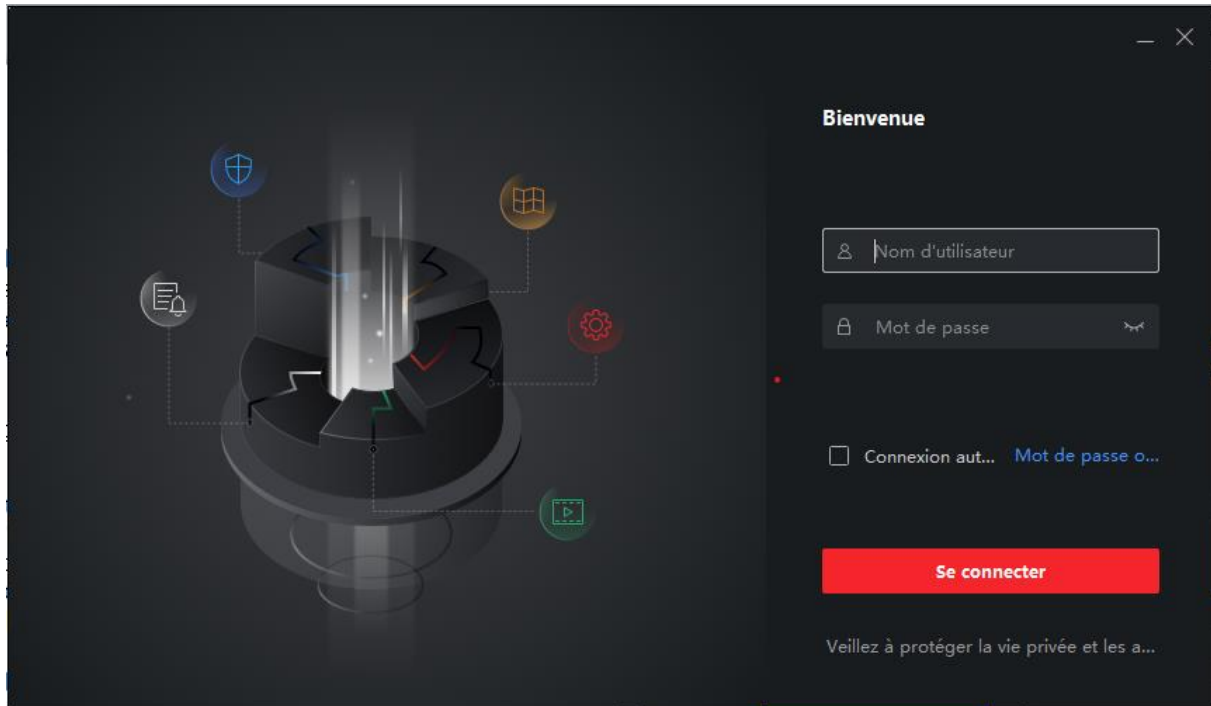 Bienvenue
Nom d'utilisateur
Mot de passe
Connexion aut... Mot de passe o...
Se connecter
Veillez à protéger la vie privée et les a...